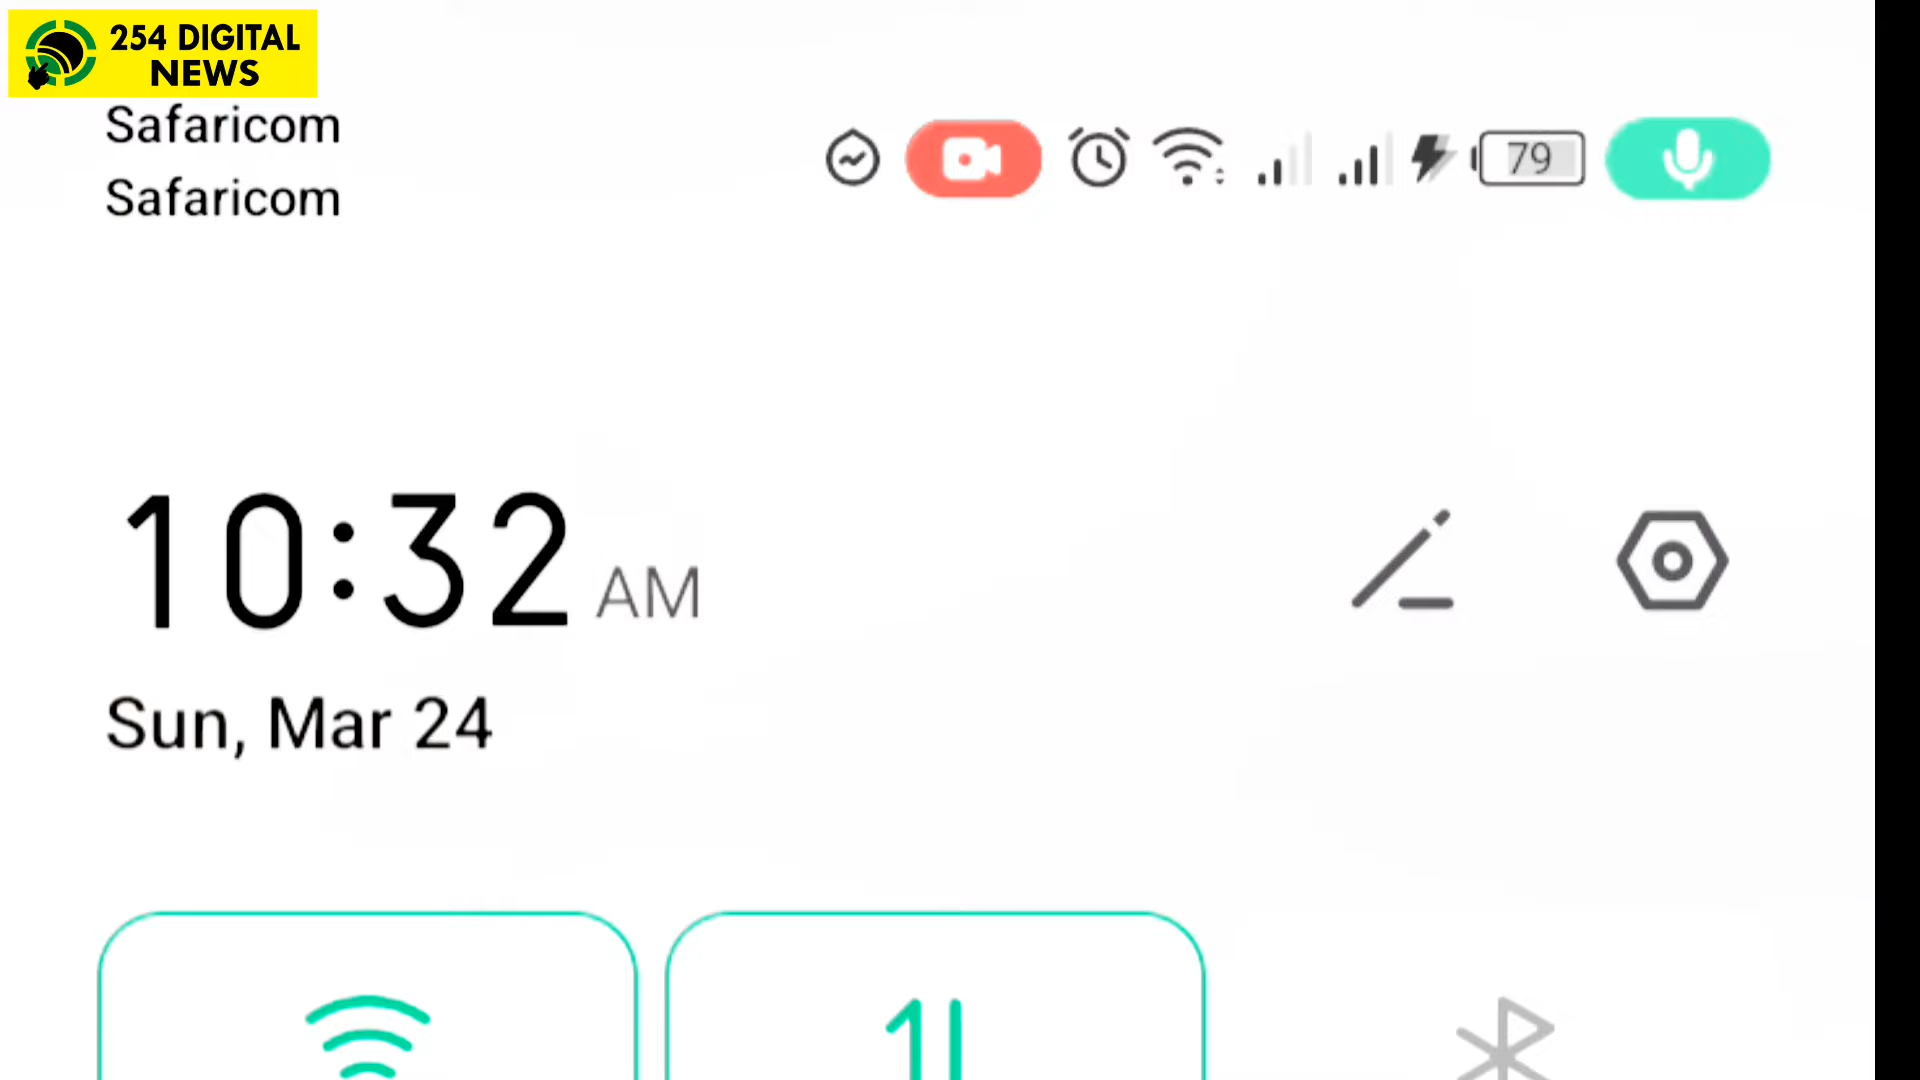 254 DIGITAL
NEWS
Safaricom
Safaricom
79
10:32 AM
Sun, Mar 24